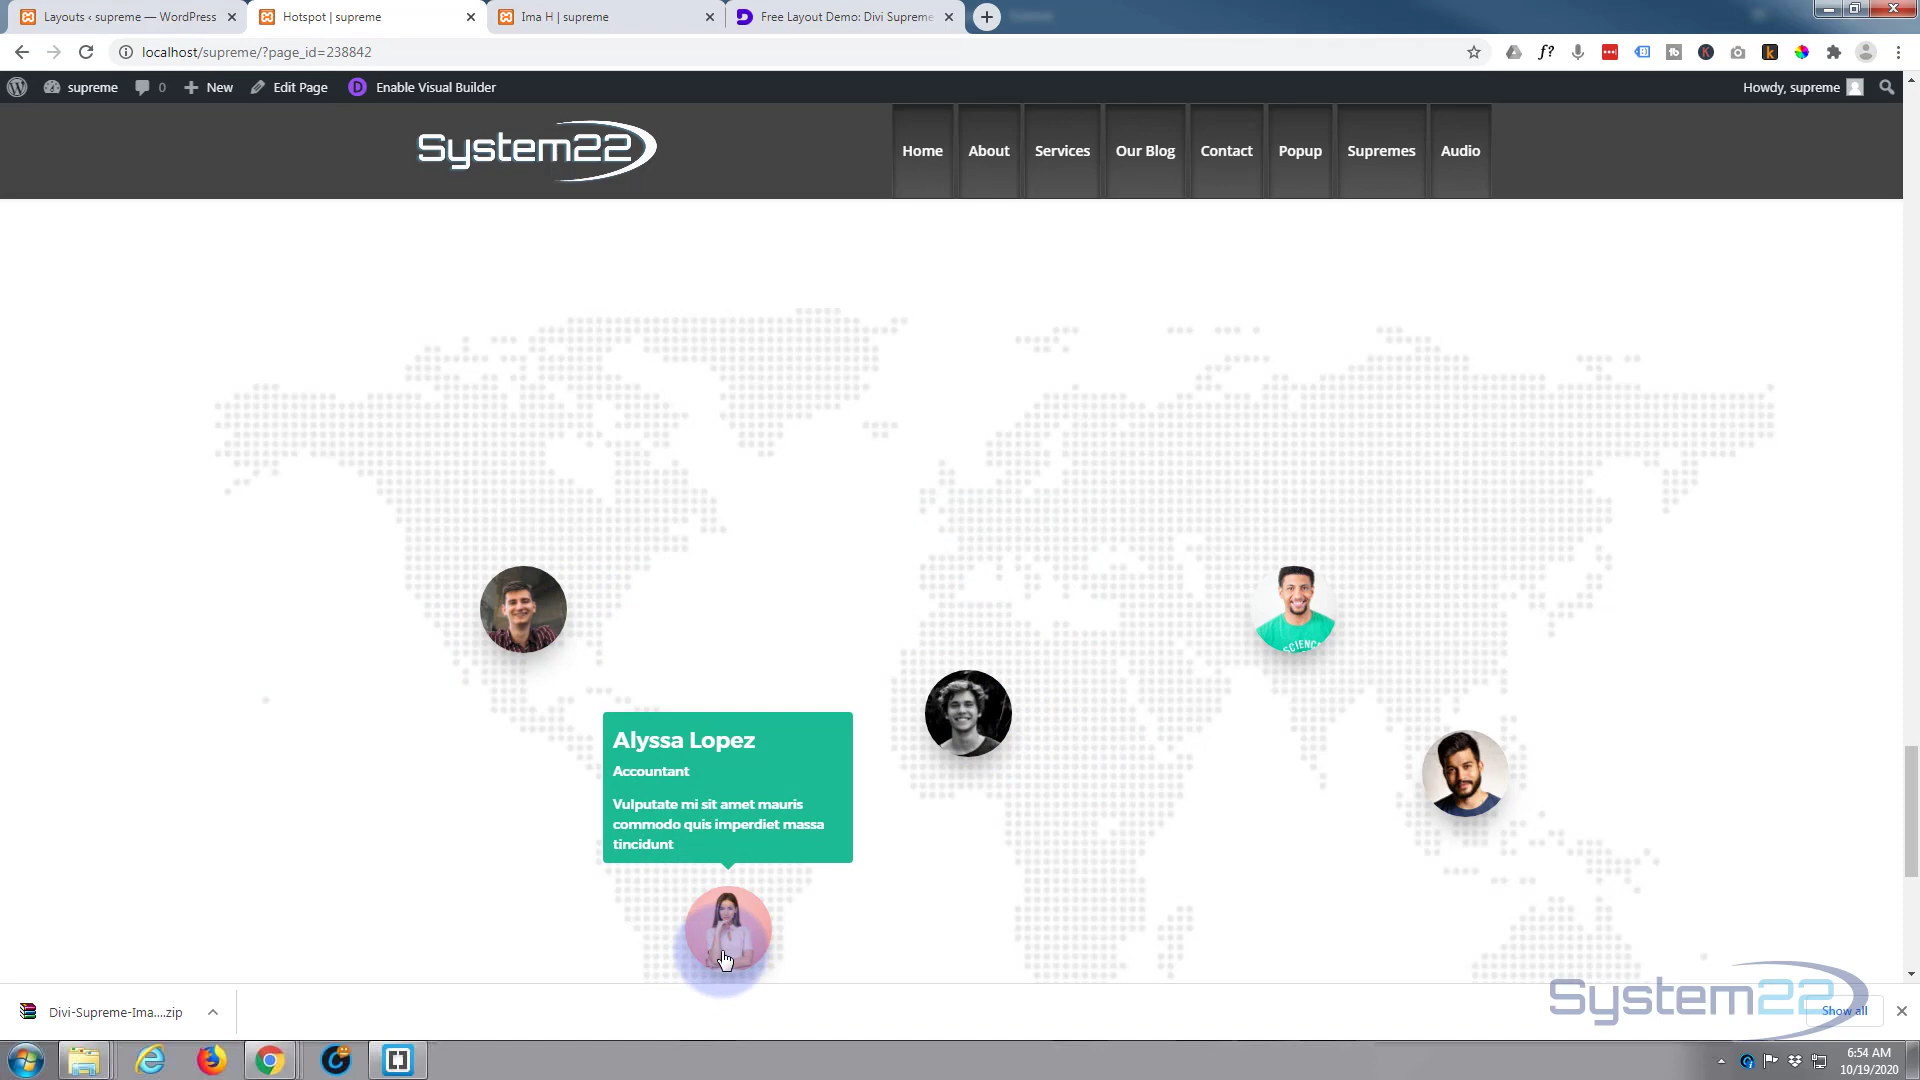 Layouts ‹ supreme — WordPress
Hotspot | supreme
Ima H | supreme
Free Layout Demo: Divi Supreme
localhost/supreme/?page_id=238842
supreme
0
New
Edit Page
Enable Visual Builder
Howdy, supreme
System22
Home
About
Services
Our Blog
Contact
Popup
Supremes
Audio
SCIENC
Alyssa Lopez
Accountant
Vulputate mi sit amet mauris
commodo quis imperdiet massa
tincidunt
Divi-Supreme-Ima....zip
System22
Show all
6:54 AM
10/19/2020